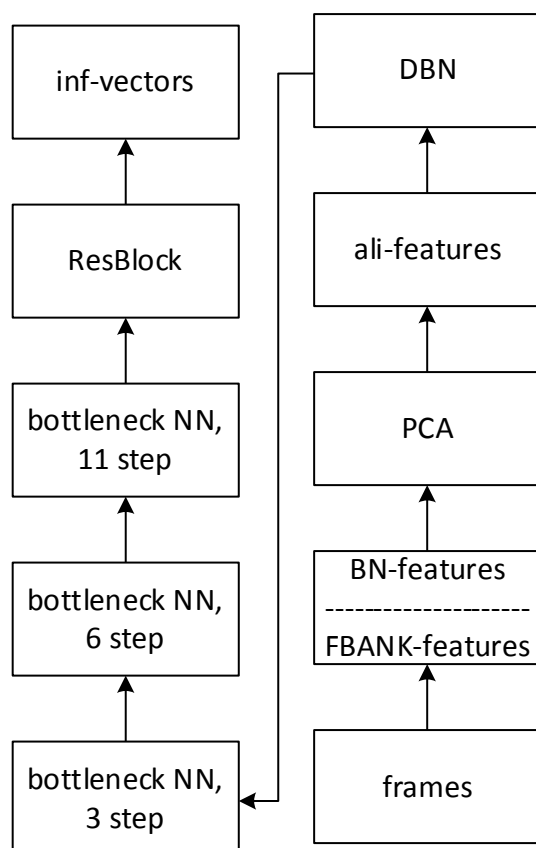 inf-vectors
ResBlock
bottleneck NN,
11 step
bottleneck NN,
6 step
bottleneck NN,
3 step
DBN
ali-features
PCA
BN-features
----------------------
FBANK-features
frames